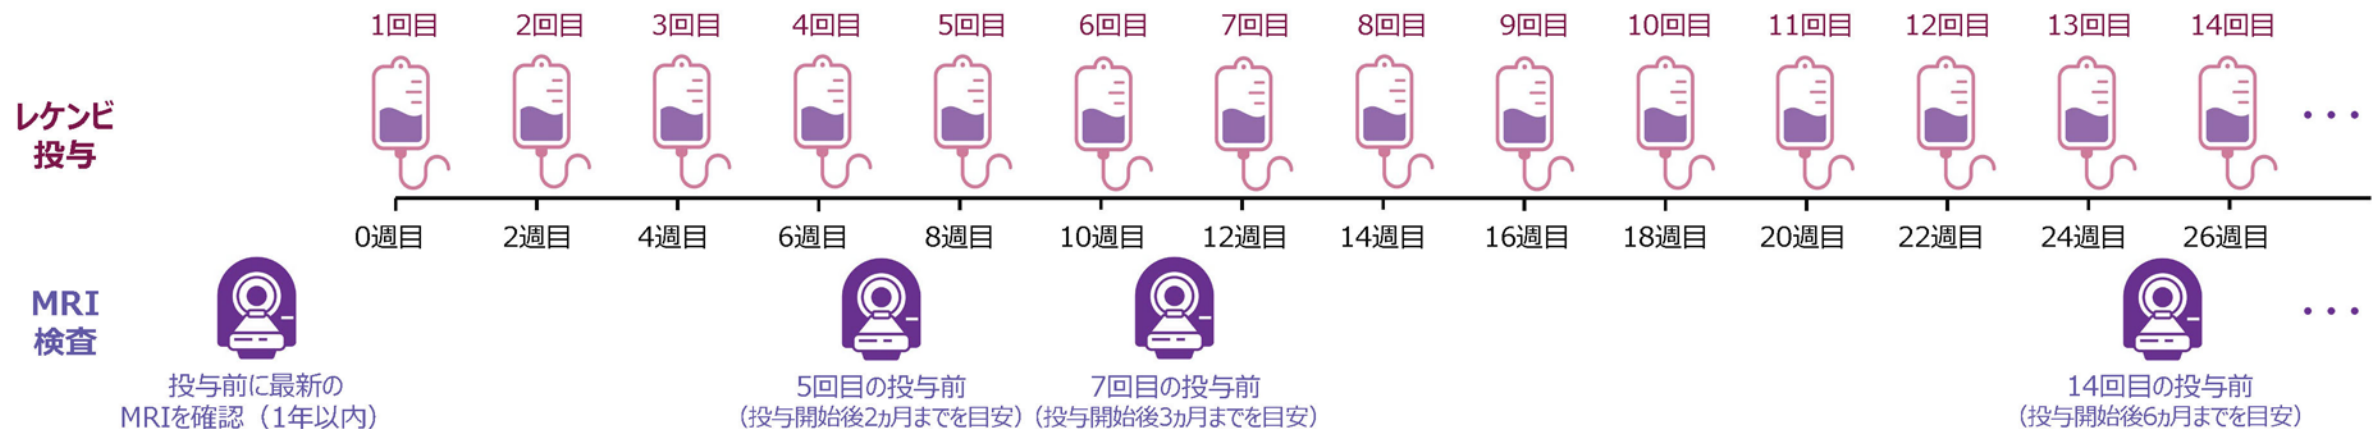 1回目 2回目 3回目 4回目 5回目 6回目 7回目 8回目 9回目 10回目 11回目 12回目 13回目 14回目
レケンビ
投与
・・・
0週目 2週目 4週目 6週目 8週目 10週目 12週目 14週目 16週目 18週目 20週目 22週目 24週目 26週目
MRI
検査
・・・
投与前に最新の
MRIを確認（1年以内）
5回目の投与前
（投与開始後2ヵ月までを目安）
7回目の投与前
（投与開始後3ヵ月までを目安）
14回目の投与前
（投与開始後6ヵ月までを目安）